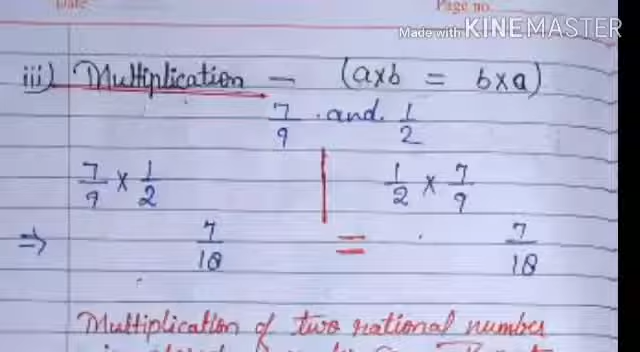 Date
Page no.
Made with KINEMASTER
iii) Multiplication – (a×b = b×a)
7/9 and 1/2
7/9 × 1/2 | 1/2 × 7/9
⇒ 7/18 = 7/18
Multiplication of two rational number